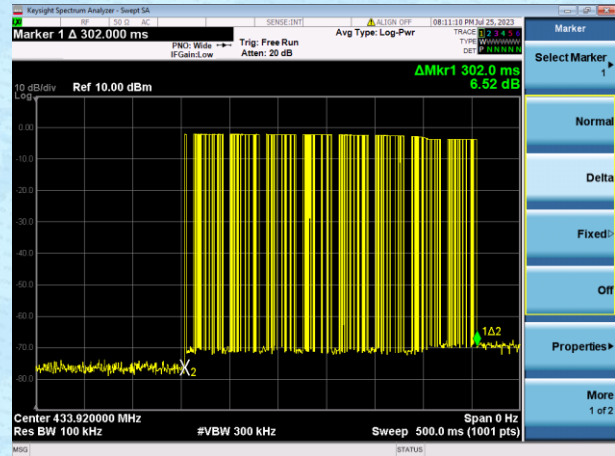 Keysight Spectrum Analyzer - Swept SA
RF 50 Ω AC SENSE:INT ALIGN OFF 08:11:10 PM Jul 25, 2023
Marker 1 Δ 302.000 ms
PNO: Wide Trig: Free Run Avg Type: Log-Pwr TRACE 1 2 3 4 5 6
IFGain:Low Atten: 20 dB TYPE WWWWWW
DET P N N N N N
ΔMkr1 302.0 ms
6.52 dB
10 dB/div Ref 10.00 dBm
Log
0.00
-10.0
-20.0
-30.0
-40.0
-50.0
-60.0
-70.0
-80.0
1Δ2
2
Center 433.920000 MHz Span 0 Hz
Res BW 100 kHz #VBW 300 kHz Sweep 500.0 ms (1001 pts)
MSG STATUS
Marker
Select Marker
1
Normal
Delta
Fixed
Off
Properties
More
1 of 2